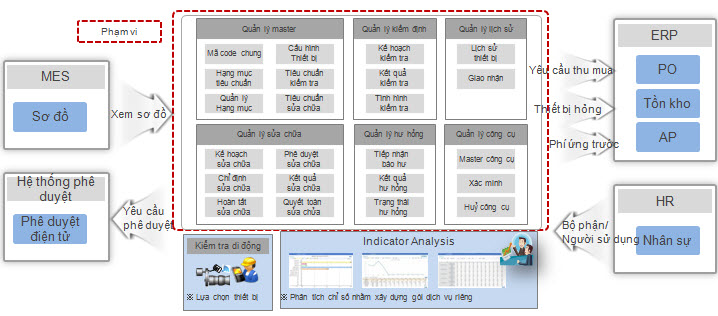 Phạm vi
MES
Sơ đồ
Xem sơ đồ
Hệ thống phê
duyệt
Phê duyệt
điện tử
Yêu cầu
phê duyệt
Quản lý master
Mã code chung
Cấu hình
Thiết bị
Hạng mục
tiêu chuẩn
Tiêu chuẩn
kiểm tra
Quản lý
Hạng mục
Tiêu chuẩn
sửa chữa
Quản lý kiểm định
Kế hoạch
kiểm tra
Kết quả
kiểm tra
Tình hình
kiểm tra
Quản lý lịch sử
Lịch sử
thiết bị
Giao nhận
Quản lý sửa chữa
Kế hoạch
sửa chữa
Phê duyệt
sửa chữa
Chỉ định
sửa chữa
Kết quả
sửa chữa
Hoàn tất
sửa chữa
Quyết toán
sửa chữa
Quản lý hư hỏng
Tiếp nhận
báo hư
Kết quả
hư hỏng
Trạng thái
hư hỏng
Quản lý công cụ
Master công cụ
Xác minh
Huỷ công cụ
Kiểm tra di động
※ Lựa chọn thiết bị
Indicator Analysis
※ Phân tích chỉ số nhằm xây dựng gói dịch vụ riêng
ERP
Yêu cầu thu mua
PO
Thiết bị hỏng
Tồn kho
Phí ứng trước
AP
HR
Bộ phận/
Người sử dụng
Nhân sự